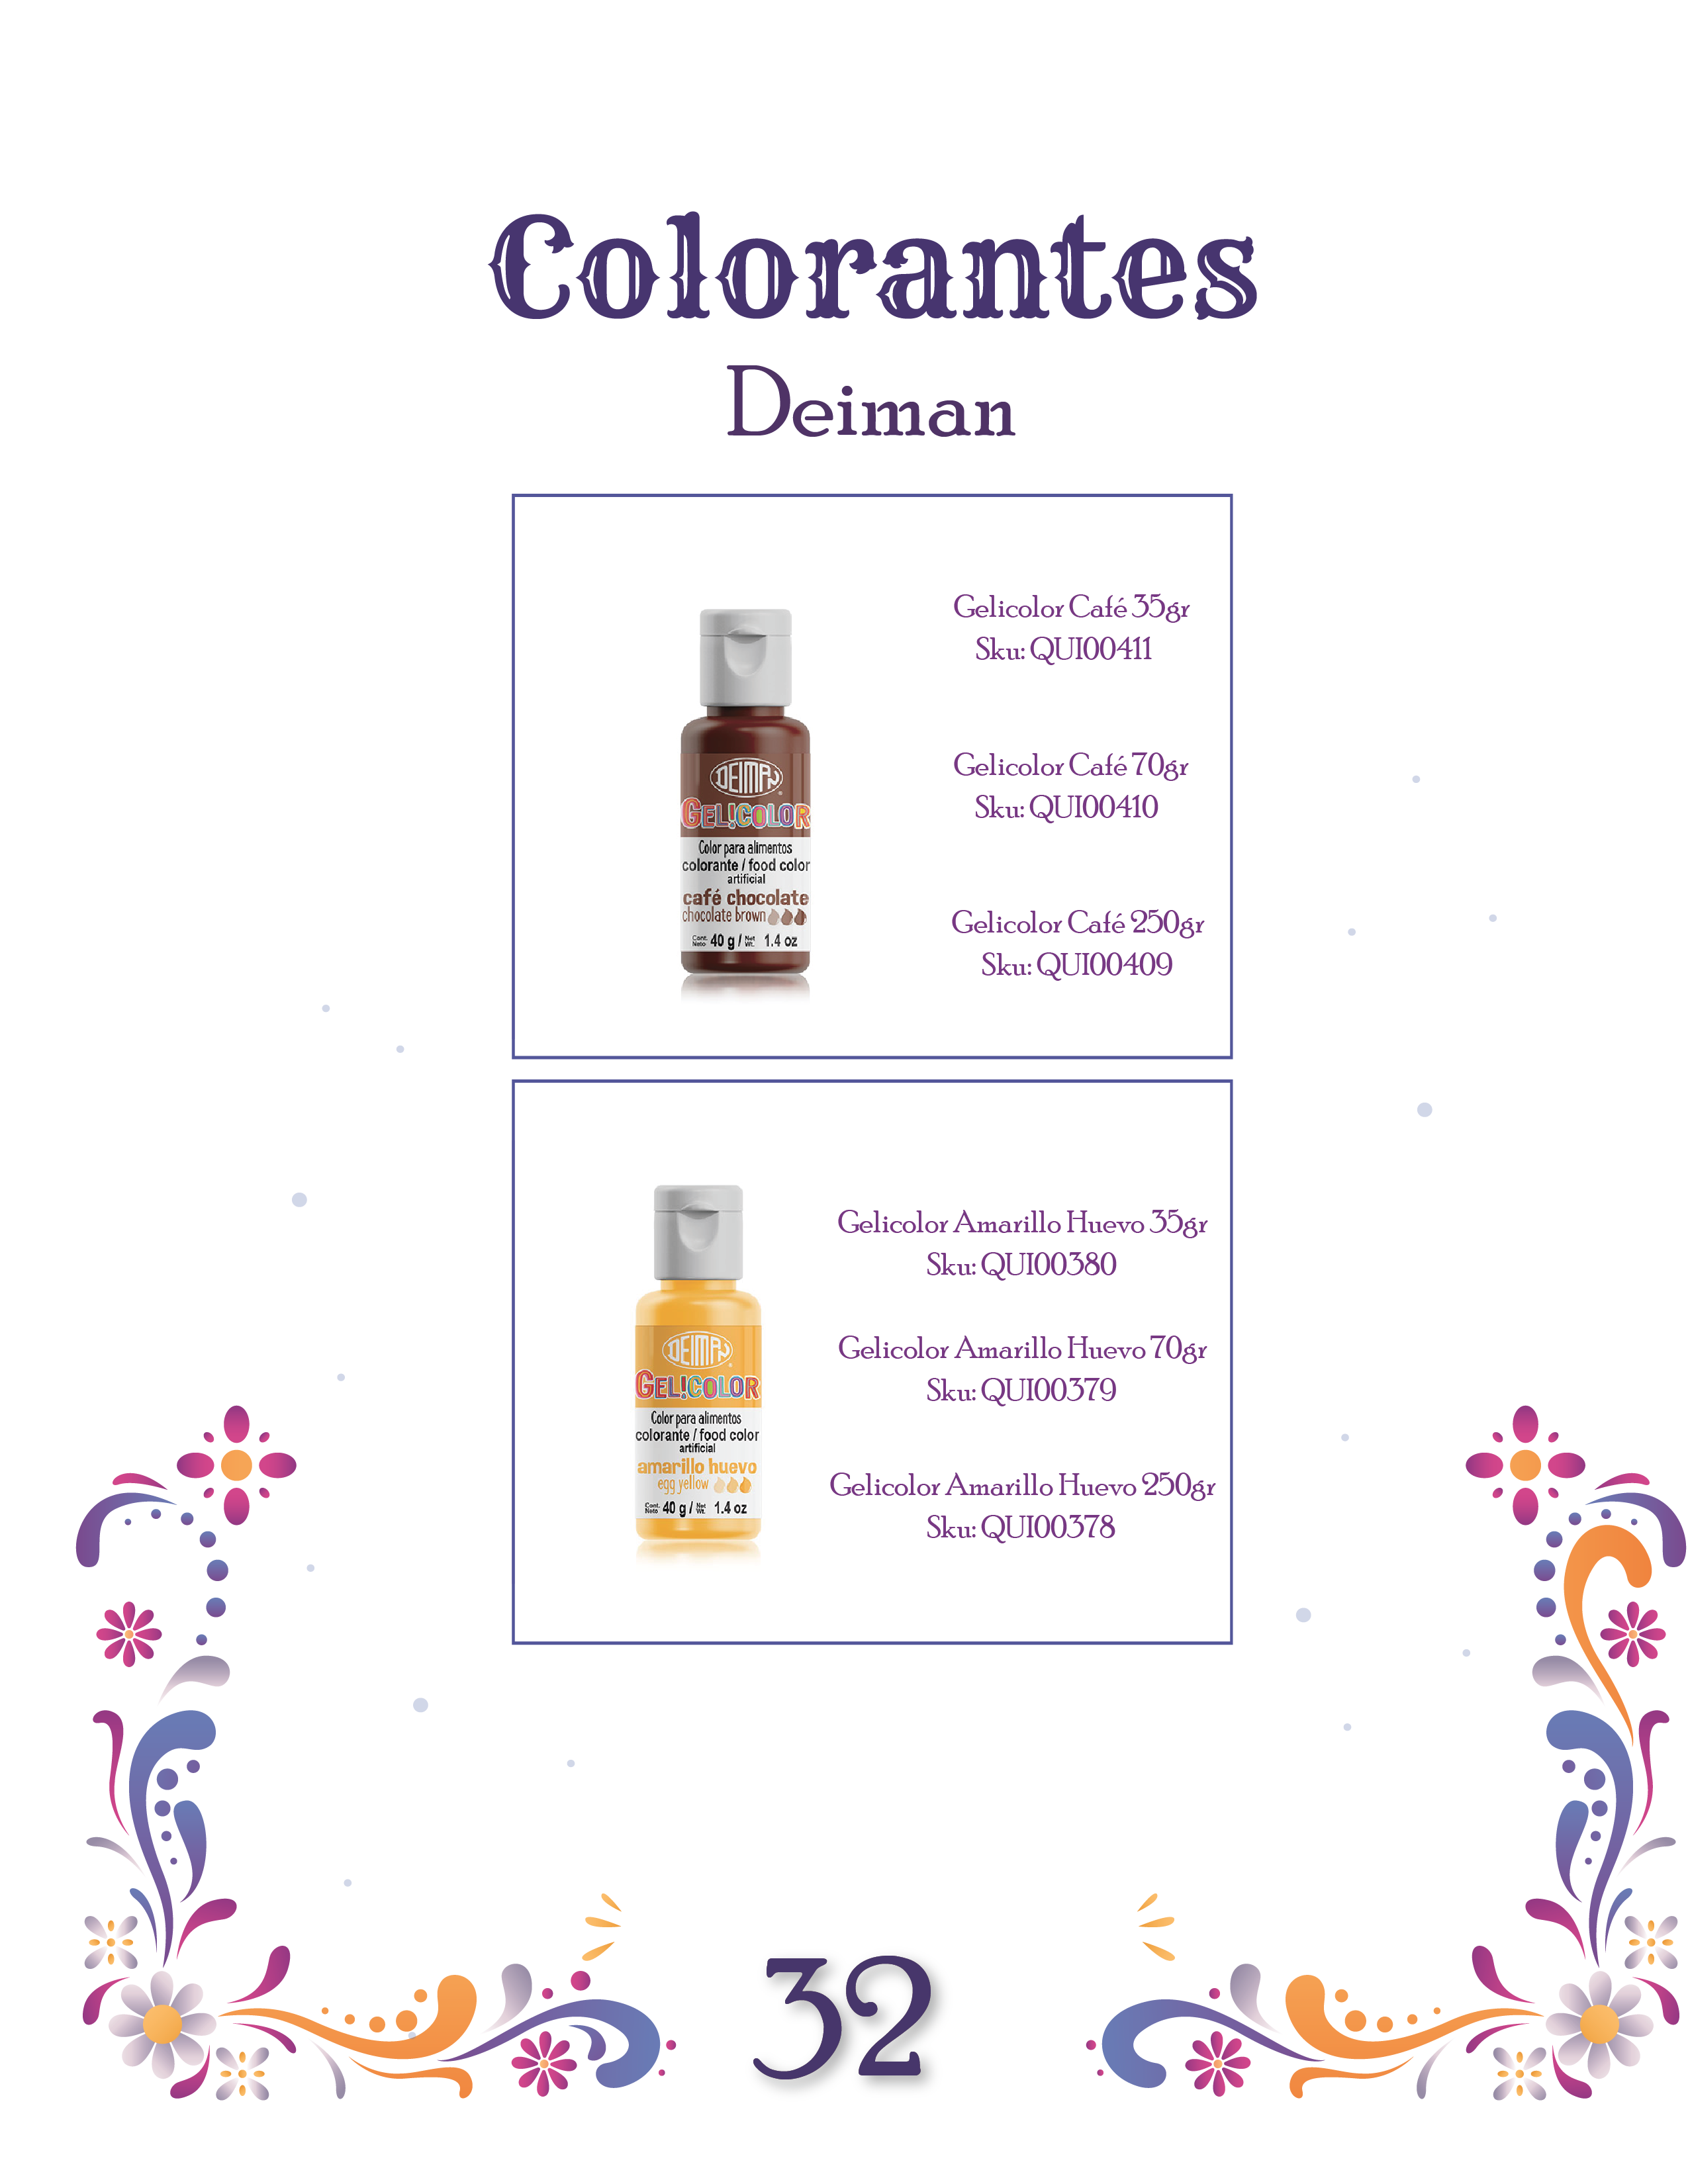 Colorantes
Deiman
Gelicolor Café 35gr
Sku: QUI00411
Gelicolor Café 70gr
Sku: QUI00410
Gelicolor Café 250gr
Sku: QUI00409
DEIMAN
GEL!COLOR
Color para alimentos
colorante / food color
artificial
café chocolate
chocolate brown
Cont. Neto 40 g / Net Wt. 1.4 oz
Gelicolor Amarillo Huevo 35gr
Sku: QUI00380
Gelicolor Amarillo Huevo 70gr
Sku: QUI00379
Gelicolor Amarillo Huevo 250gr
Sku: QUI00378
DEIMAN
GEL!COLOR
Color para alimentos
colorante / food color
artificial
amarillo huevo
egg yellow
Cont. Neto 40 g / Net Wt. 1.4 oz
32